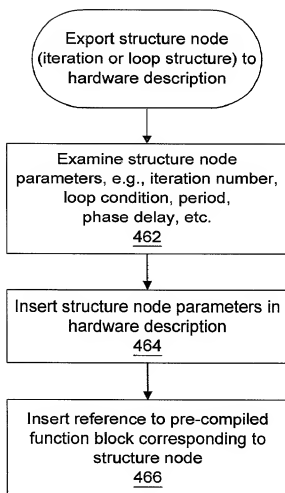 Export structure node
(iteration or loop structure) to
hardware description
Examine structure node
parameters, e.g., iteration number,
loop condition, period,
phase delay, etc.
462
Insert structure node parameters in
hardware description
464
Insert reference to pre-compiled
function block corresponding to
structure node
466